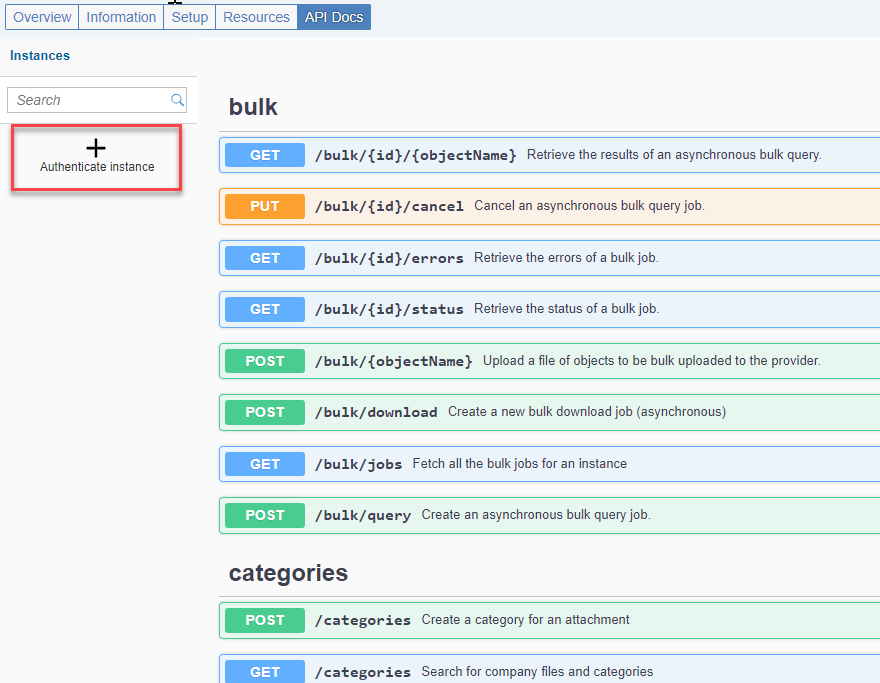 Overview Information Setup Resources API Docs
Instances
Search
Authenticate instance
bulk
GET /bulk/{id}/{objectName} Retrieve the results of an asynchronous bulk query.
PUT /bulk/{id}/cancel Cancel an asynchronous bulk query job.
GET /bulk/{id}/errors Retrieve the errors of a bulk job.
GET /bulk/{id}/status Retrieve the status of a bulk job.
POST /bulk/{objectName} Upload a file of objects to be bulk uploaded to the provider.
POST /bulk/download Create a new bulk download job (asynchronous)
GET /bulk/jobs Fetch all the bulk jobs for an instance
POST /bulk/query Create an asynchronous bulk query job.
categories
POST /categories Create a category for an attachment
GET /categories Search for company files and categories